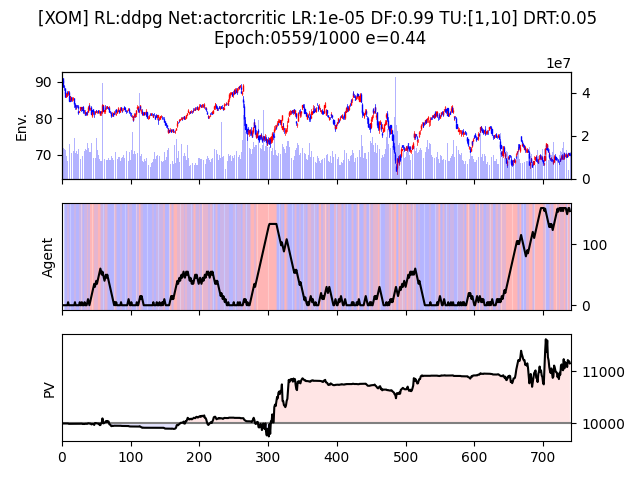 [XOM] RL:ddpg Net:actorcritic LR:1e-05 DF:0.99 TU:[1,10] DRT:0.05
Epoch:0559/1000 e=0.44
1e7
90
80
70
Env.
4
2
0
Agent
100
0
PV
11000
10000
0 100 200 300 400 500 600 700